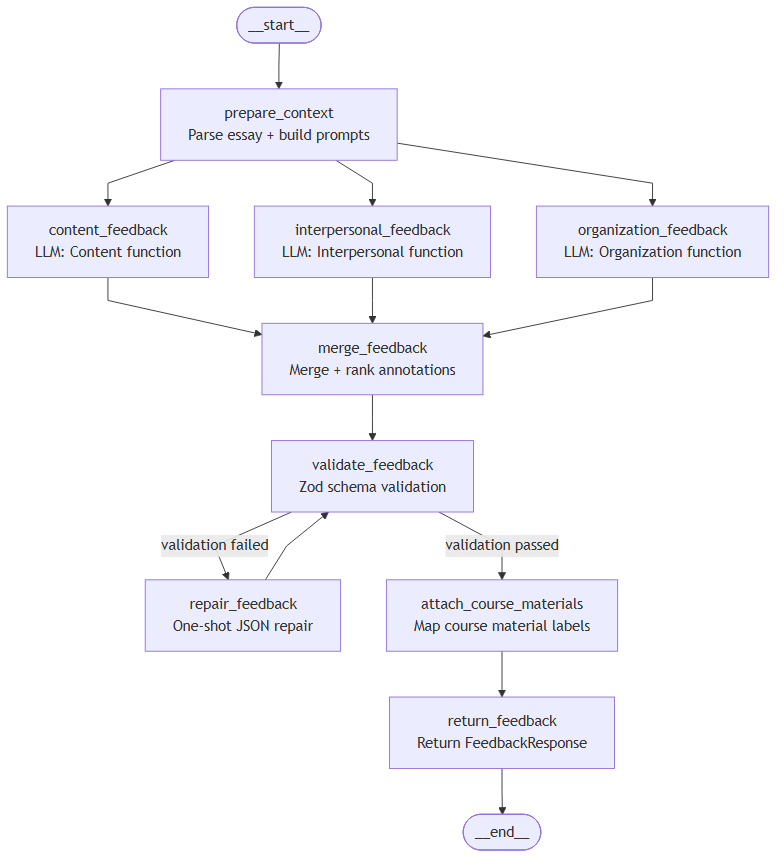 __start__
prepare_context
Parse essay + build prompts
content_feedback
LLM: Content function
interpersonal_feedback
LLM: Interpersonal function
organization_feedback
LLM: Organization function
merge_feedback
Merge + rank annotations
validate_feedback
Zod schema validation
validation failed
validation passed
repair_feedback
One-shot JSON repair
attach_course_materials
Map course material labels
return_feedback
Return FeedbackResponse
__end__